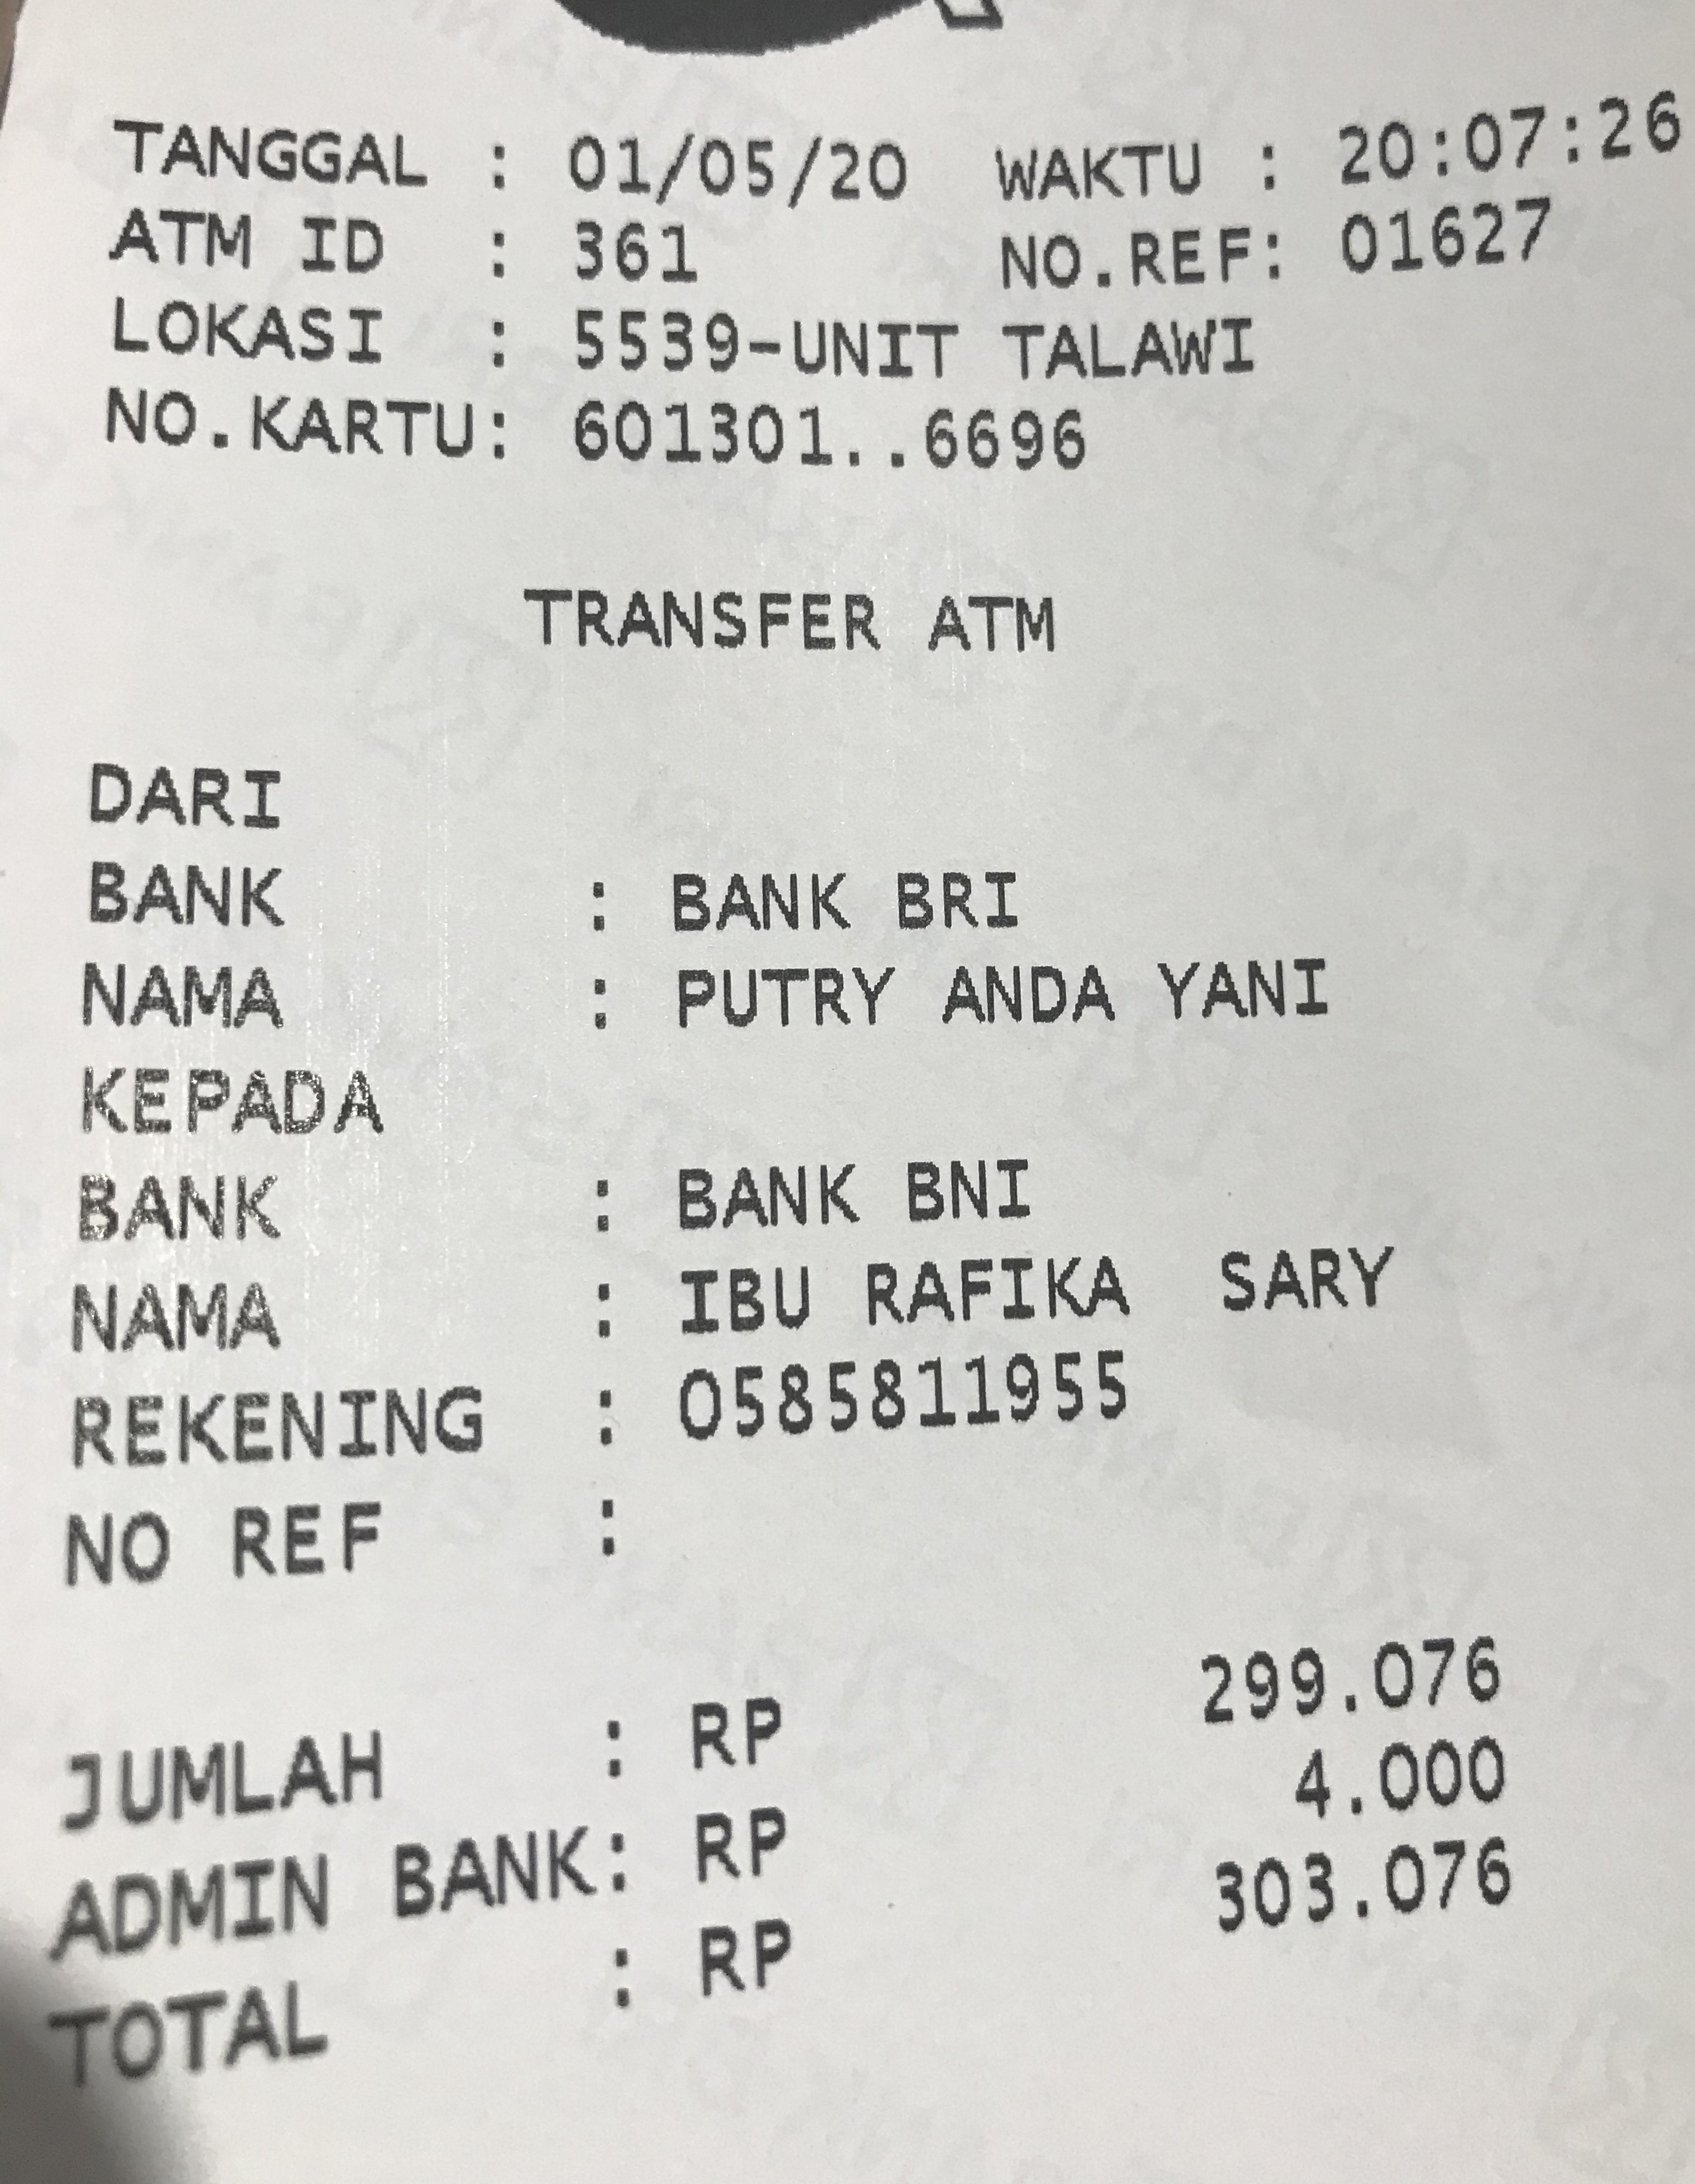 TANGGAL : 01/05/20 WAKTU : 20:07:26
ATM ID : 361 NO.REF: 01627
LOKASI : 5539-UNIT TALAWI
NO.KARTU: 601301..6696
TRANSFER ATM
DARI
BANK : BANK BRI
NAMA : PUTRY ANDA YANI
KEPADA
BANK : BANK BNI
NAMA : IBU RAFIKA SARY
REKENING : 0585811955
NO REF :
JUMLAH : RP 299.076
ADMIN BANK: RP 4.000
TOTAL : RP 303.076